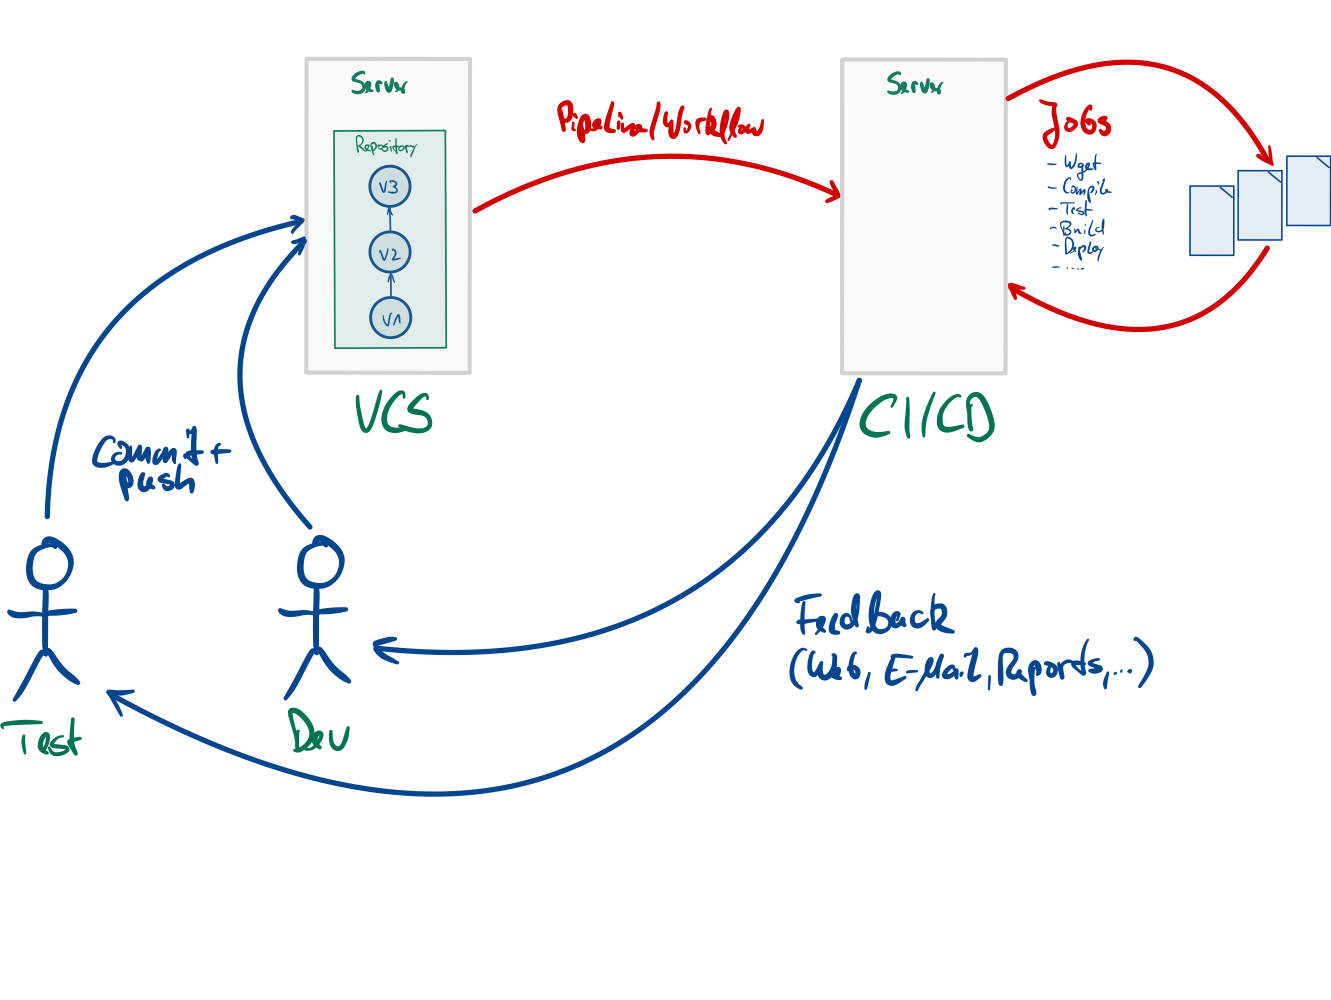 Server
Repository
V3
V2
V1
VCS
Pipeline/Workflow
Server
CI/CD
Jobs
- Wget
- Compile
- Test
- Build
- Deploy
- ...
Commit +
push
Test
Dev
Feedback
(Web, E-Mail, Reports, ...)